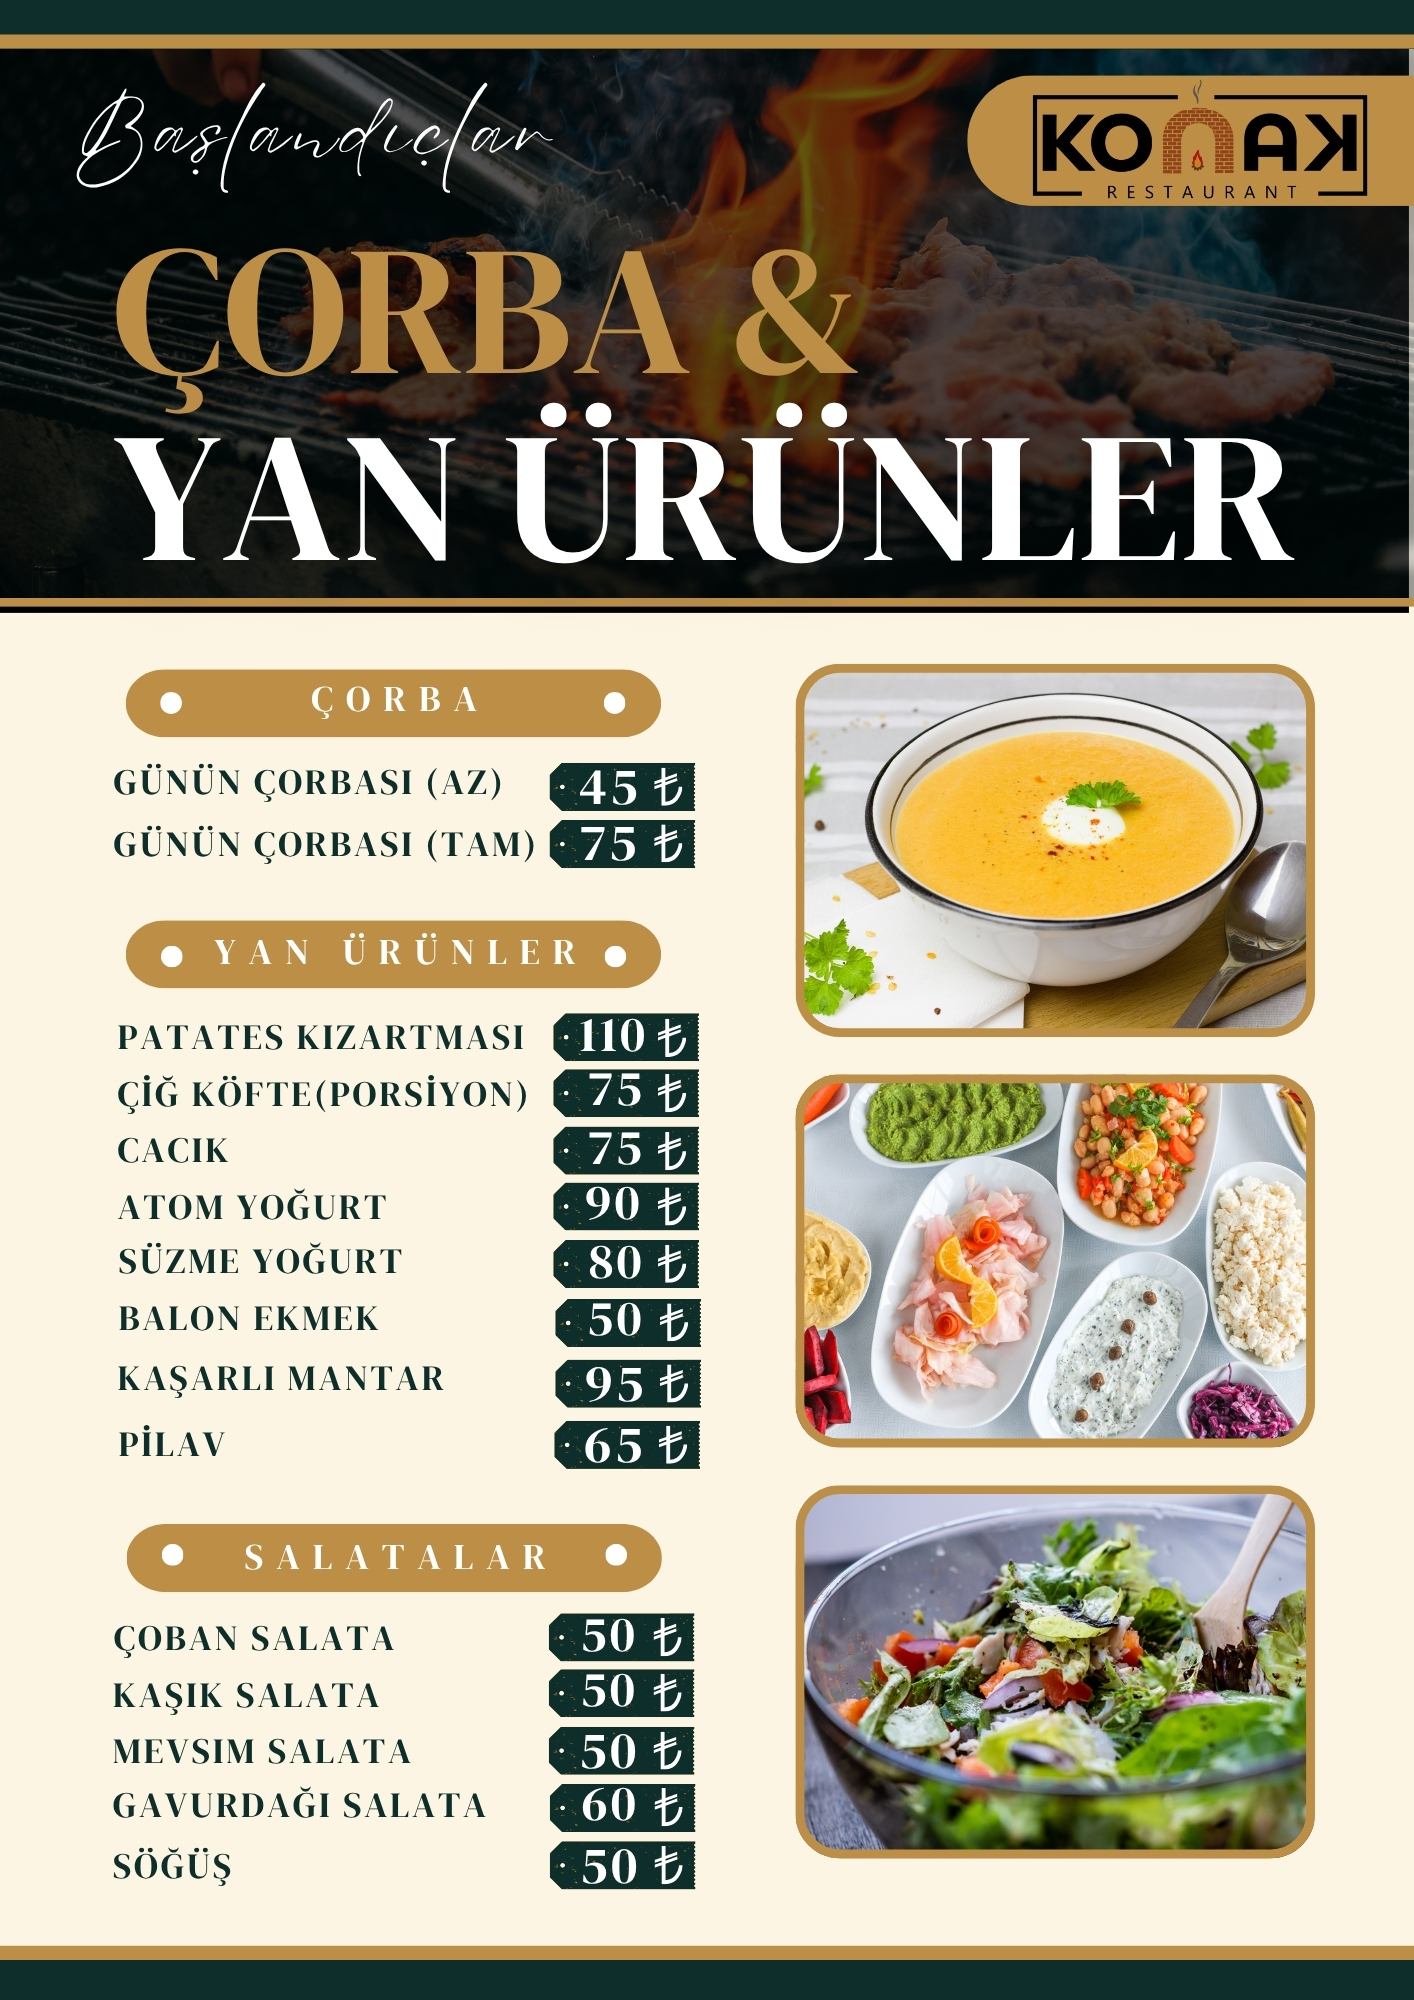 Başlandıçlar
KONAK
RESTAURANT
ÇORBA &
YAN ÜRÜNLER
ÇORBA
GÜNÜN ÇORBASI (AZ) 45 ₺
GÜNÜN ÇORBASI (TAM) 75 ₺
YAN ÜRÜNLER
PATATES KIZARTMASI 110 ₺
ÇİĞ KÖFTE(PORSİYON) 75 ₺
CACIK 75 ₺
ATOM YOĞURT 90 ₺
SÜZME YOĞURT 80 ₺
BALON EKMEK 50 ₺
KAŞARLI MANTAR 95 ₺
PİLAV 65 ₺
SALATALAR
ÇOBAN SALATA 50 ₺
KAŞIK SALATA 50 ₺
MEVSIM SALATA 50 ₺
GAVURDAĞI SALATA 60 ₺
SÖĞÜŞ 50 ₺